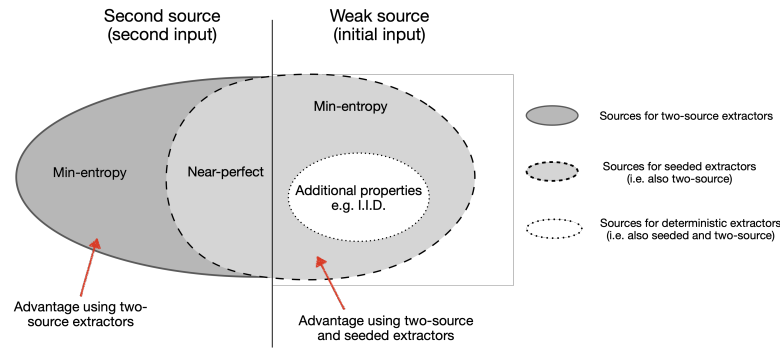 Second source
(second input)
Weak source
(initial input)
Min-entropy
Min-entropy
Near-perfect
Additional properties
e.g. I.I.D.
Advantage using two-
source extractors
Advantage using two-source
and seeded extractors
Sources for two-source extractors
Sources for seeded extractors
(i.e. also two-source)
Sources for deterministic extractors
(i.e. also seeded and two-source)